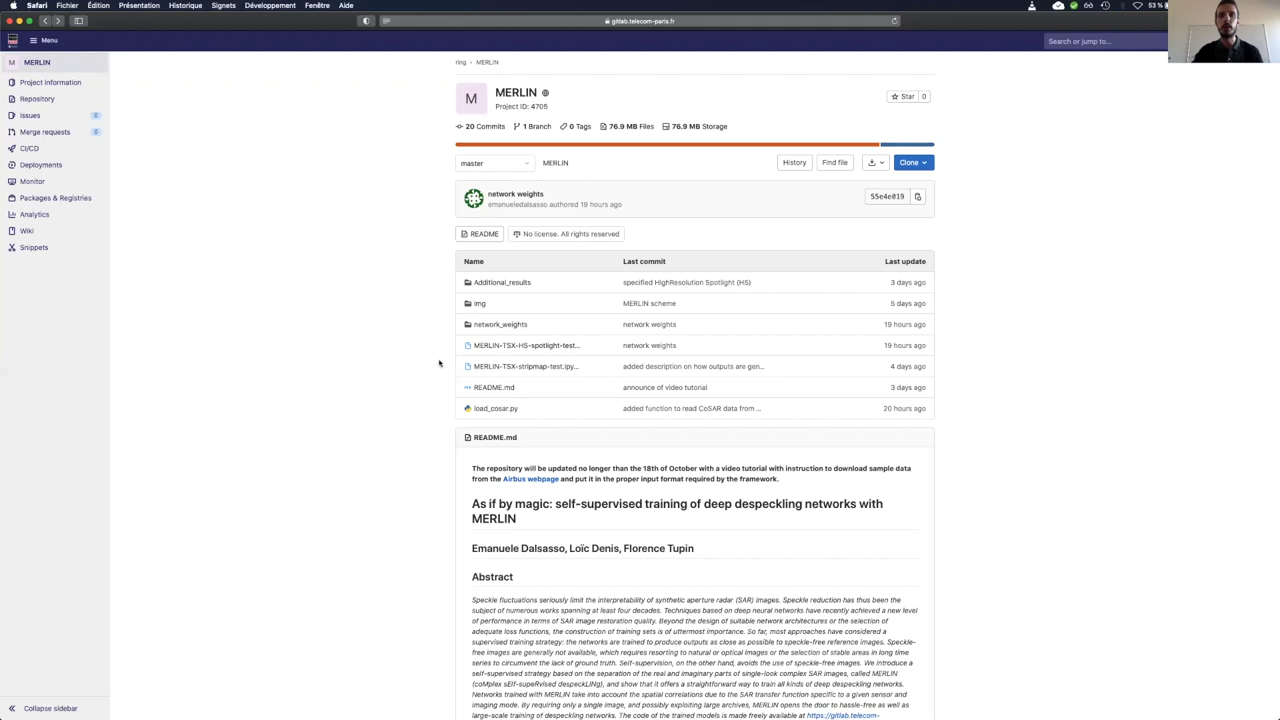 Safari Fichier Édition Présentation Historique Signets Développement Fenêtre Aide 53 %
gitlab.telecom-paris.fr
Menu
Search or jump to...
M MERLIN
Project information
Repository
Issues 0
Merge requests 0
CI/CD
Deployments
Monitor
Packages & Registries
Analytics
Wiki
Snippets
Collapse sidebar
ring › MERLIN
M
MERLIN
Project ID: 4705
Star 0
20 Commits 1 Branch 0 Tags 76.9 MB Files 76.9 MB Storage
master MERLIN History Find file Clone
network weights
emanueledalsasso authored 19 hours ago
55e4e019
README No license. All rights reserved
Name Last commit Last update
Additional_results specified HighResolution Spotlight (HS) 3 days ago
img MERLIN scheme 5 days ago
network_weights network weights 19 hours ago
MERLIN-TSX-HS-spotlight-test... network weights 19 hours ago
MERLIN-TSX-stripmap-test.ipy... added description on how outputs are gen... 4 days ago
README.md announce of video tutorial 3 days ago
load_cosar.py added function to read CoSAR data from ... 20 hours ago
README.md
The repository will be updated no longer than the 18th of October with a video tutorial with instruction to download sample data
from the Airbus webpage and put it in the proper input format required by the framework.
As if by magic: self-supervised training of deep despeckling networks with
MERLIN
Emanuele Dalsasso, Loïc Denis, Florence Tupin
Abstract
Speckle fluctuations seriously limit the interpretability of synthetic aperture radar (SAR) images. Speckle reduction has thus been the
subject of numerous works spanning at least four decades. Techniques based on deep neural networks have recently achieved a new level
of performance in terms of SAR image restoration quality. Beyond the design of suitable network architectures or the selection of
adequate loss functions, the construction of training sets is of uttermost importance. So far, most approaches have considered a
supervised training strategy: the networks are trained to produce outputs as close as possible to speckle-free reference images. Speckle-
free images are generally not available, which requires resorting to natural or optical images or the selection of stable areas in long time
series to circumvent the lack of ground truth. Self-supervision, on the other hand, avoids the use of speckle-free images. We introduce a
self-supervised strategy based on the separation of the real and imaginary parts of single-look complex SAR images, called MERLIN
(coMplex sElf-supeRvised despeckLINg), and show that it offers a straightforward way to train all kinds of deep despeckling networks.
Networks trained with MERLIN take into account the spatial correlations due to the SAR transfer function specific to a given sensor and
imaging mode. By requiring only a single image, and possibly exploiting large archives, MERLIN opens the door to hassle-free as well as
large-scale training of despeckling networks. The code of the trained models is made freely available at https://gitlab.telecom-